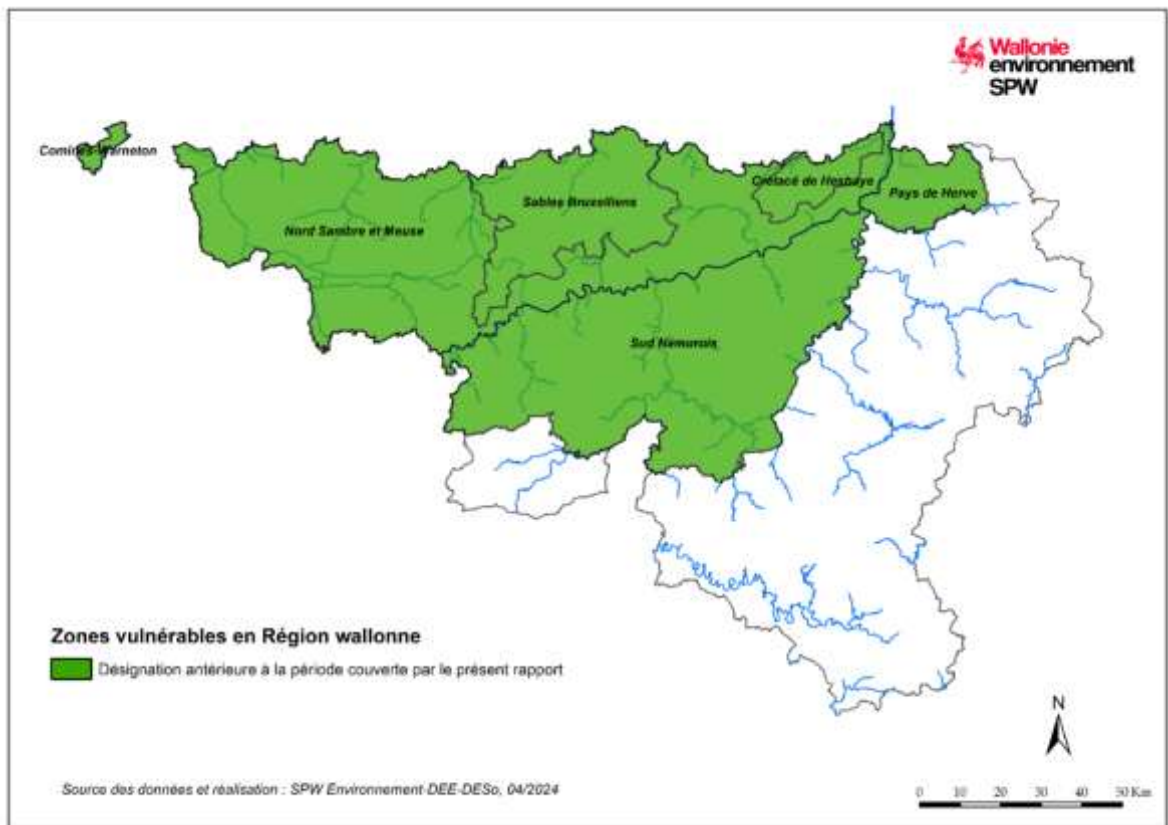 Wallonie
environnement
SPW
Comines-Warneton
Crétacé de Hesbaye
Pays de Herve
Sables Bruxelliens
Nord Sambre et Meuse
Sud Namurois
Zones vulnérables en Région wallonne
Désignation antérieure à la période couverte par le présent rapport
N
Source des données et réalisation : SPW Environnement-DEE-DESo, 04/2024
0 10 20 30 40 50 Km